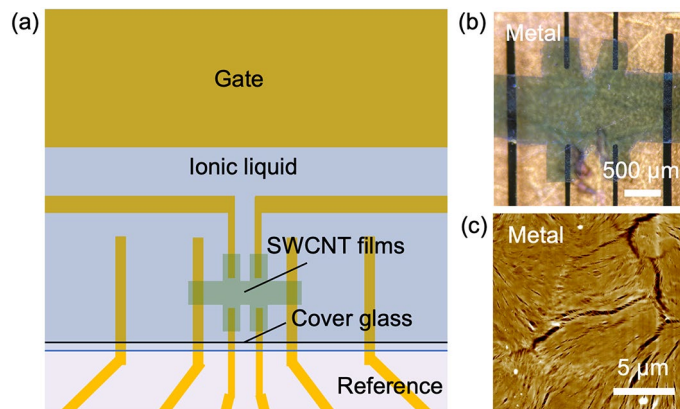 (a)
Gate
Ionic liquid
SWCNT films
Cover glass
Reference
(b)
Metal
500 μm
(c)
Metal
5 μm